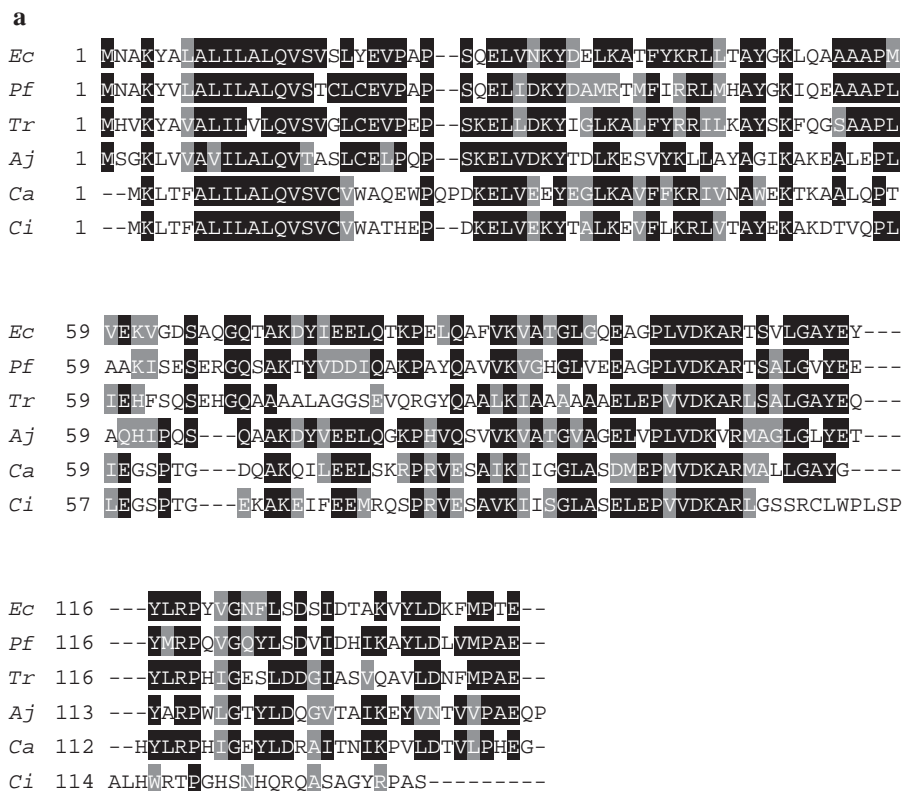 a
Ec 1 MNAKYALALILALQVSVSLYEVPAP--SQELVNKYDELKATFYKRLLTAYGKLQAAAAPM
Pf 1 MNAKYVLALILALQVSTCLCEVPAP--SQELIDKYDAMRTMFIRRLMHAYGKIQEAAAPL
Tr 1 MHVKYAVALILVLQVSVGLCEVPEP--SKELLDKYIGLKALFYRRILKAYSKFQGSAAPL
Aj 1 MSGKLVVAVILALQVTASLCELPQP--SKELVDKYTDLKESVYKLLAYAGIKAKEALEPL
Ca 1 --MKLTFALILALQVSVCVWAQEWPQPDKELVEEYEGLKAVFFKRIVNAWEKTKAALQPT
Ci 1 --MKLTFALILALQVSVCVWATHEP--DKELVEKYTALKEVFLKRLVTAYEKAKDTVQPL
Ec 59 VEKVGDSAQGQTAKDYIEELQTKPELQAFVKVATGLGQEAGPLVDKARTSVLGAYEY---
Pf 59 AAKISESERGQSAKTYVDDIQAKPAYQAVVKVGHGLVEEAGPLVDKARTSALGVYEE---
Tr 59 IEHFSQSEHGQAAAAALAGGSEVQRGYQAALKIAAAAAAELEPVVDKARLSALGAYEQ---
Aj 59 AQHIPQS---QAAKDYVEELQGKPHVQSVVKVATGVAGELVPLVDKVRMAGLGLYET---
Ca 59 IEGSPTG---DQAKQILEELSKRPRVESAIKIIGGLASDMEPMVDKARMALLGAYG----
Ci 57 LEGSPTG---EKAKEIFEEMRQSPRVESAVKIISGLASELEPVVDKARLGSSRCLWPLSP
Ec 116 ---YLRPYVGNFLSDSIDTAKVYLDKFMPTE--
Pf 116 ---YMRPQVGQYLSDVIDHIKAYLDLVMPAE--
Tr 116 ---YLRPHIGESLDDGIASVQAVLDNFMPAE--
Aj 113 ---YARPWLGTYLDQGVTAIKEYVNTVVPAEQP
Ca 112 --HYLRPHIGEYLDRAITNIKPVLDTVLPHEG-
Ci 114 ALHWRTPGHSNHQRQASAGYRPAS---------